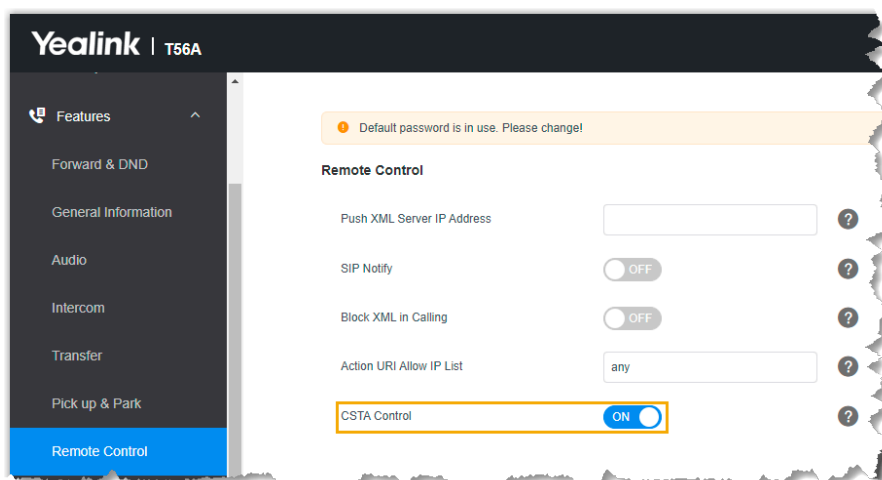 Yealink | T56A
Features
Forward & DND
General Information
Audio
Intercom
Transfer
Pick up & Park
Remote Control
Default password is in use. Please change!
Remote Control
Push XML Server IP Address
SIP Notify OFF
Block XML in Calling OFF
Action URI Allow IP List any
CSTA Control ON